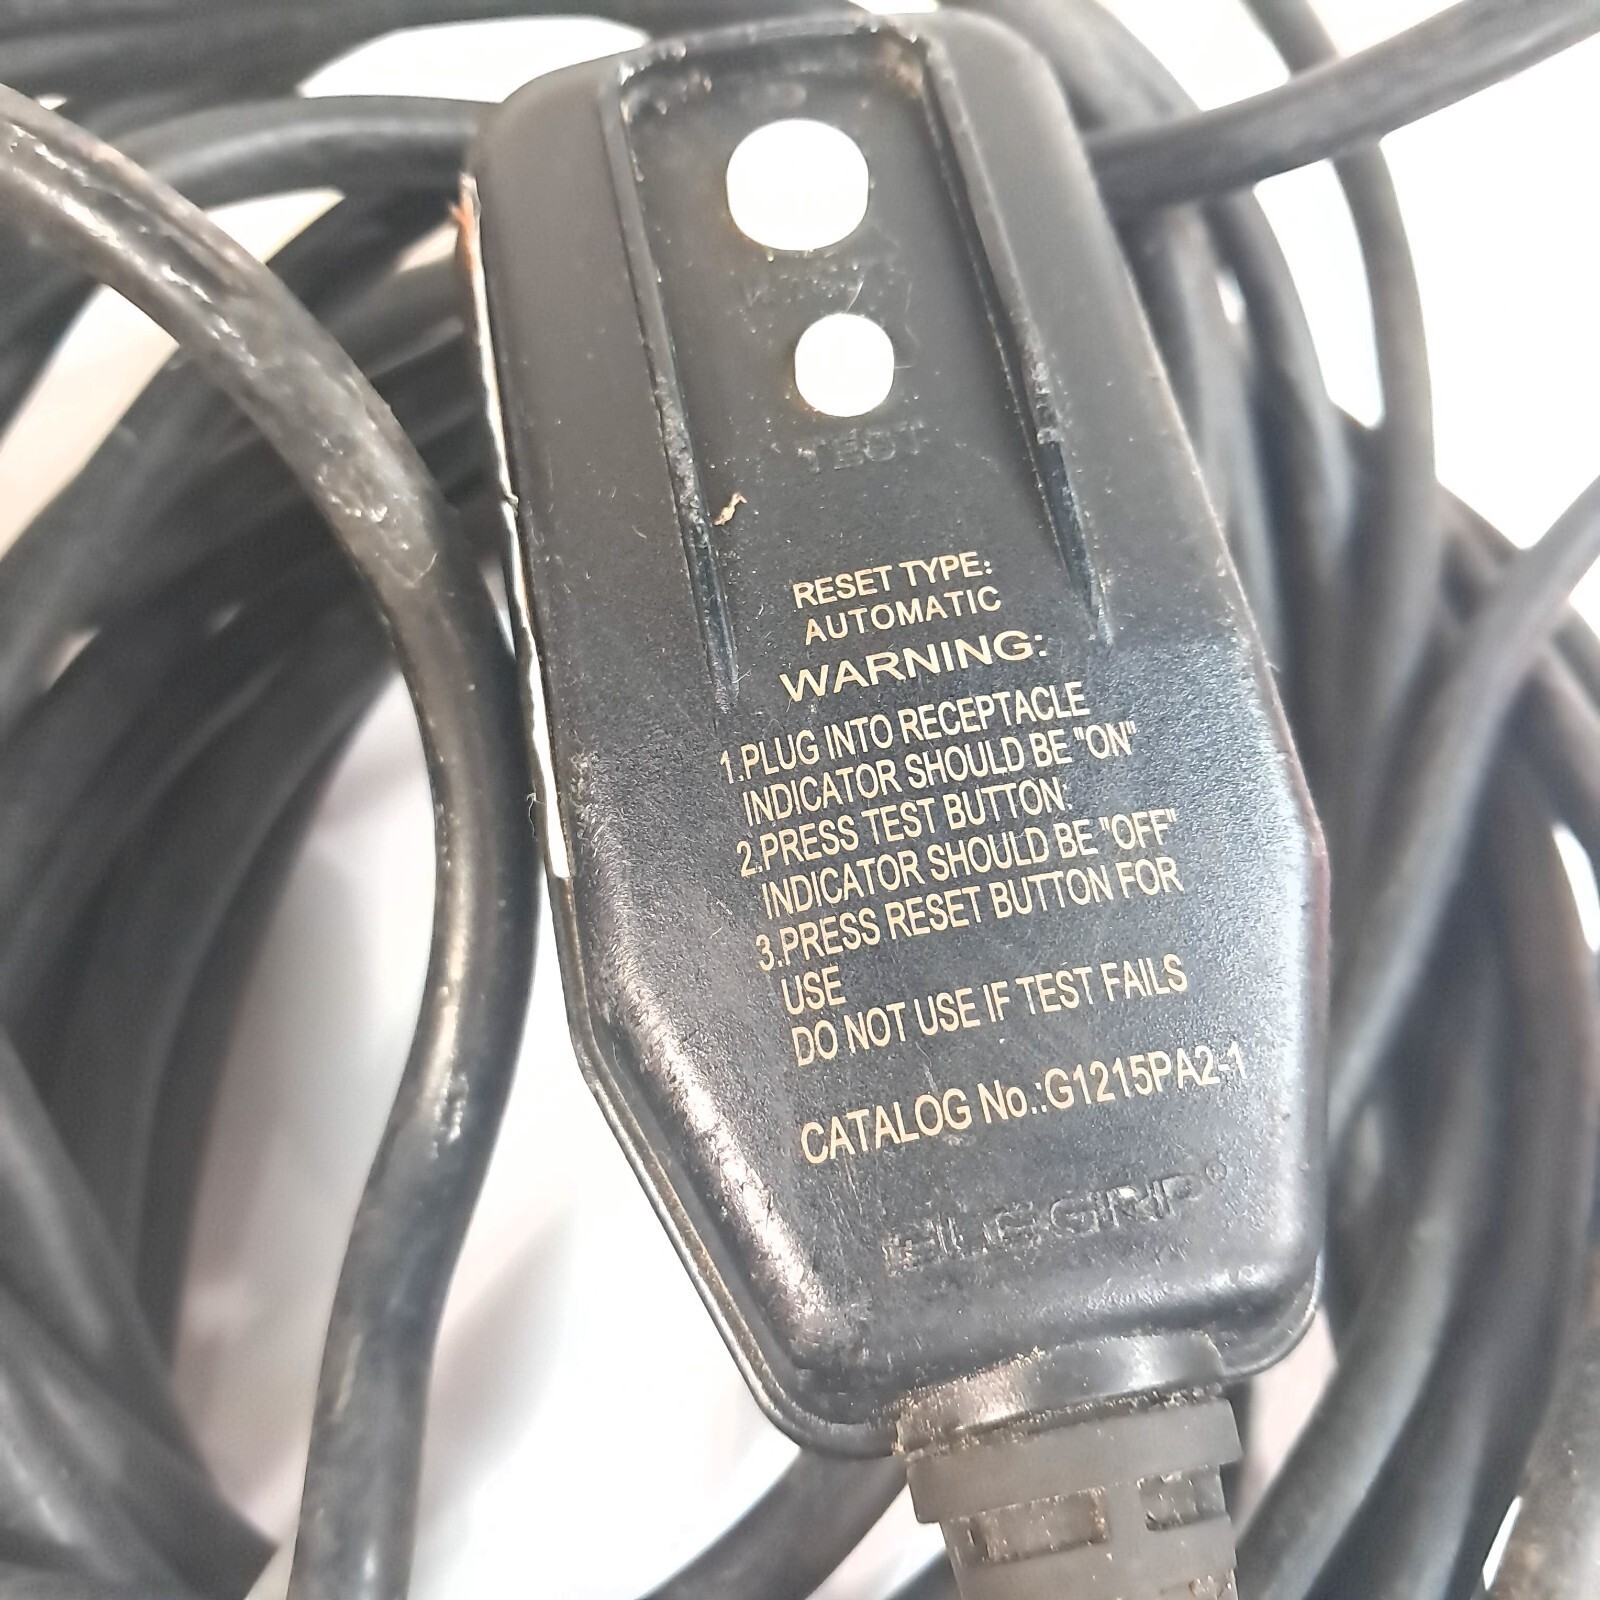 TEST
RESET TYPE:
AUTOMATIC
WARNING:
1.PLUG INTO RECEPTACLE
INDICATOR SHOULD BE "ON"
2.PRESS TEST BUTTON.
INDICATOR SHOULD BE "OFF"
3.PRESS RESET BUTTON FOR
USE
DO NOT USE IF TEST FAILS
CATALOG No.:G1215PA2-1